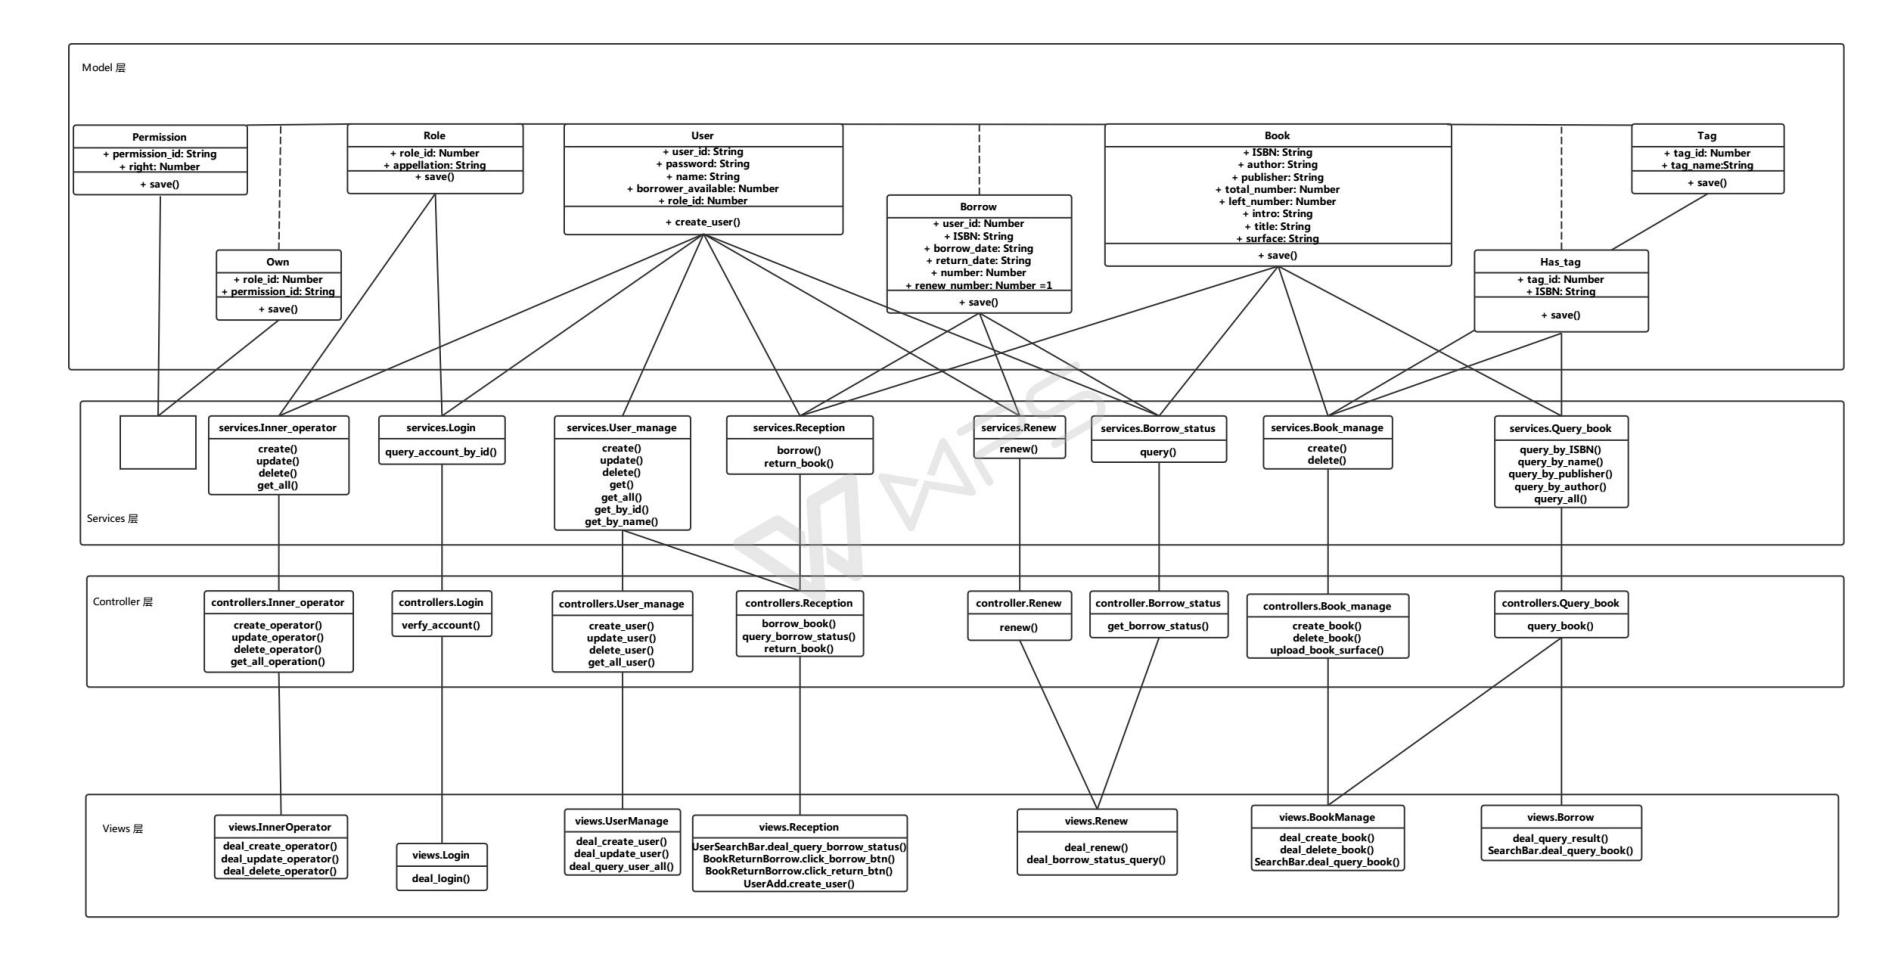 Model 层
Permission
+ permission_id: String
+ right: Number
+ save()
Role
+ role_id: Number
+ appellation: String
+ save()
User
+ user_id: String
+ password: String
+ name: String
+ borrower_available: Number
+ role_id: Number
+ create_user()
Book
+ ISBN: String
+ author: String
+ publisher: String
+ total_number: Number
+ left_number: Number
+ intro: String
+ title: String
+ surface: String
+ save()
Tag
+ tag_id: Number
+ tag_name:String
+ save()
Own
+ role_id: Number
+ permission_id: String
+ save()
Borrow
+ user_id: Number
+ ISBN: String
+ borrow_date: String
+ return_date: String
+ number: Number
+ renew_number: Number =1
+ save()
Has_tag
+ tag_id: Number
+ ISBN: String
+ save()
services.Inner_operator
create()
update()
delete()
get_all()
services.Login
query_account_by_id()
services.User_manage
create()
update()
delete()
get()
get_all()
get_by_id()
get_by_name()
services.Reception
borrow()
return_book()
services.Renew
renew()
services.Borrow_status
query()
services.Book_manage
create()
delete()
services.Query_book
query_by_ISBN()
query_by_name()
query_by_publisher()
query_by_author()
query_all()
Services 层
WPS
Controller 层
controllers.Inner_operator
create_operator()
update_operator()
delete_operator()
get_all_operation()
controllers.Login
verfy_account()
controllers.User_manage
create_user()
update_user()
delete_user()
get_all_user()
controllers.Reception
borrow_book()
query_borrow_status()
return_book()
controller.Renew
renew()
controller.Borrow_status
get_borrow_status()
controllers.Book_manage
create_book()
delete_book()
upload_book_surface()
controllers.Query_book
query_book()
Views 层
views.InnerOperator
deal_create_operator()
deal_update_operator()
deal_delete_operator()
views.Login
deal_login()
views.UserManage
deal_create_user()
deal_update_user()
deal_query_user_all()
views.Reception
UserSearchBar.deal_query_borrow_status()
BookReturnBorrow.click_borrow_btn()
BookReturnBorrow.click_return_btn()
UserAdd.create_user()
views.Renew
deal_renew()
deal_borrow_status_query()
views.BookManage
deal_create_book()
deal_delete_book()
SearchBar.deal_query_book()
views.Borrow
deal_query_result()
SearchBar.deal_query_book()